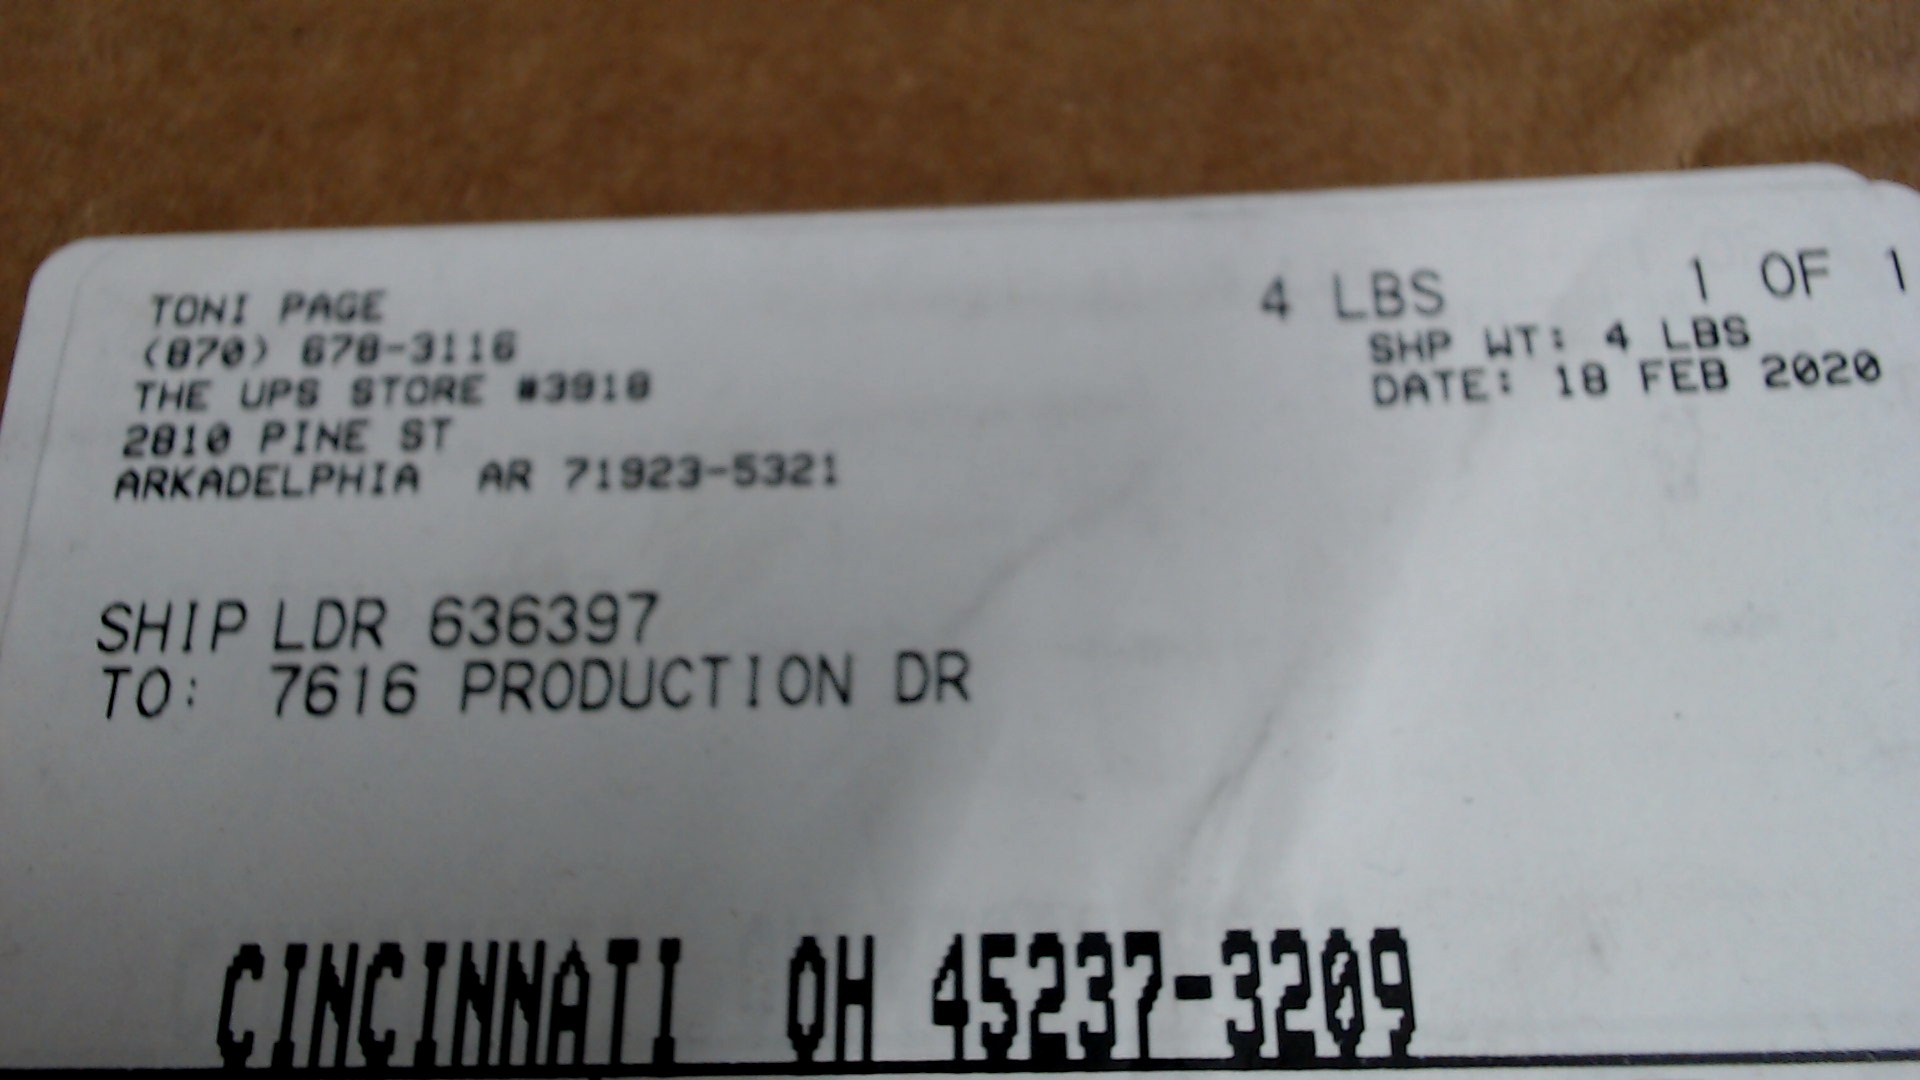 TONI PAGE
(870) 678-3116
THE UPS STORE #3918
2810 PINE ST
ARKADELPHIA AR 71923-5321
4 LBS 1 OF 1
SHP WT: 4 LBS
DATE: 18 FEB 2020
SHIP LDR 636397
TO: 7616 PRODUCTION DR
CINCINNATI OH 45237-3209